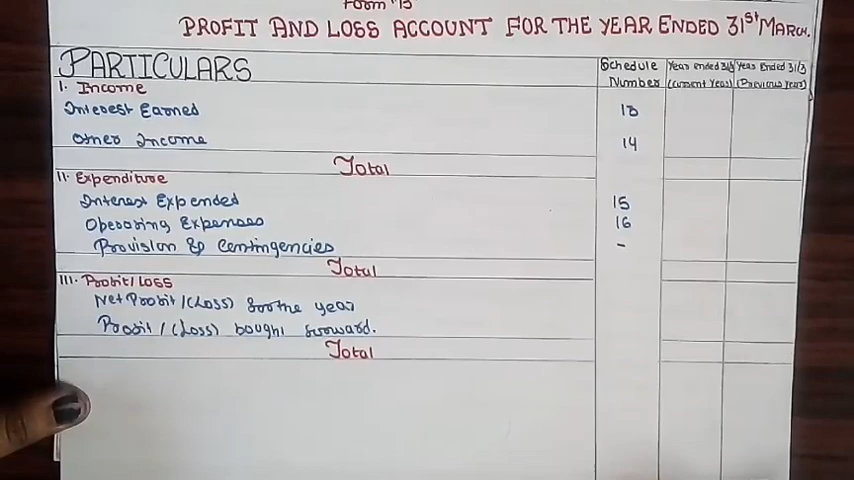 Form 'B'
PROFIT AND LOSS ACCOUNT FOR THE YEAR ENDED 31st MARCH.
PARTICULARS
Schedule Number
Year ended 31/3 (Current Year)
Year Ended 31/3 (Previous Year)
I. Income
Interest Earned 13
Other Income 14
Total
II. Expenditure
Interest Expended 15
Operating Expenses 16
Provision & Contingencies -
Total
III. Profit/Loss
Net Profit/(Loss) for the year
Profit/(Loss) bought forward.
Total